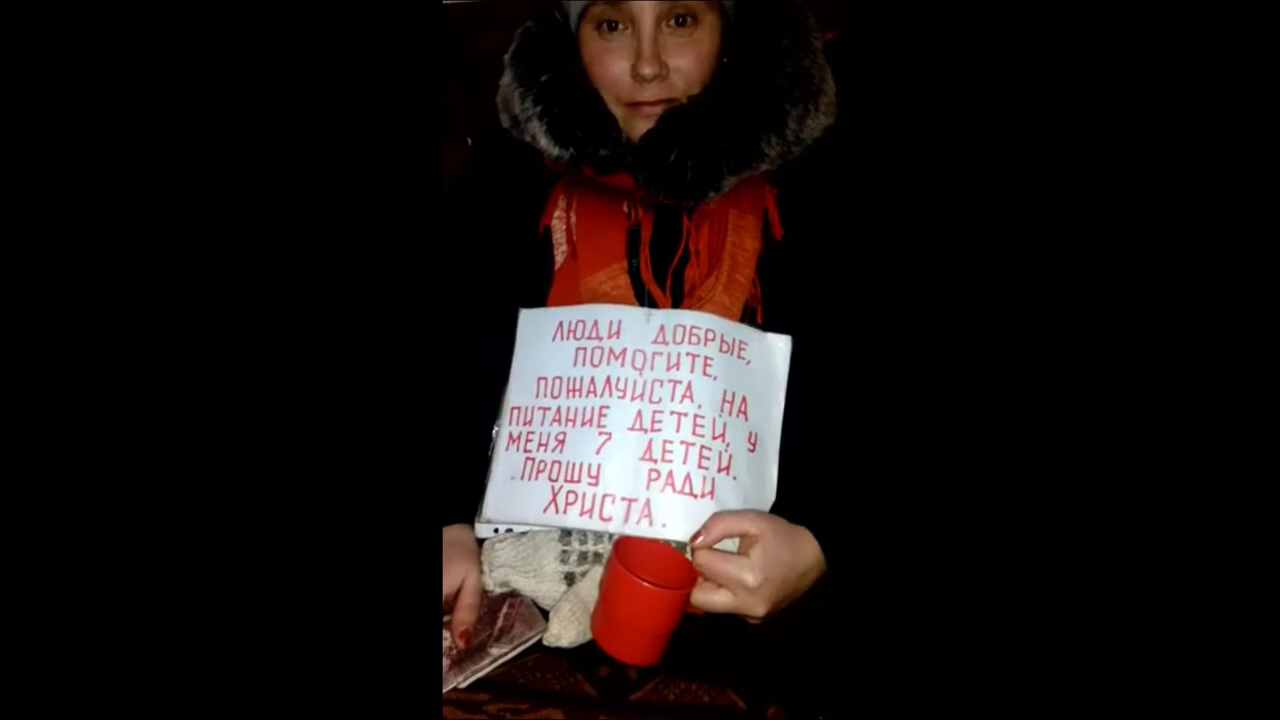 ЛЮДИ ДОБРЫЕ,
ПОМОГИТЕ,
ПОЖАЛУЙСТА, НА
ПИТАНИЕ ДЕТЕЙ, У
МЕНЯ 7 ДЕТЕЙ.
ПРОШУ РАДИ
ХРИСТА.